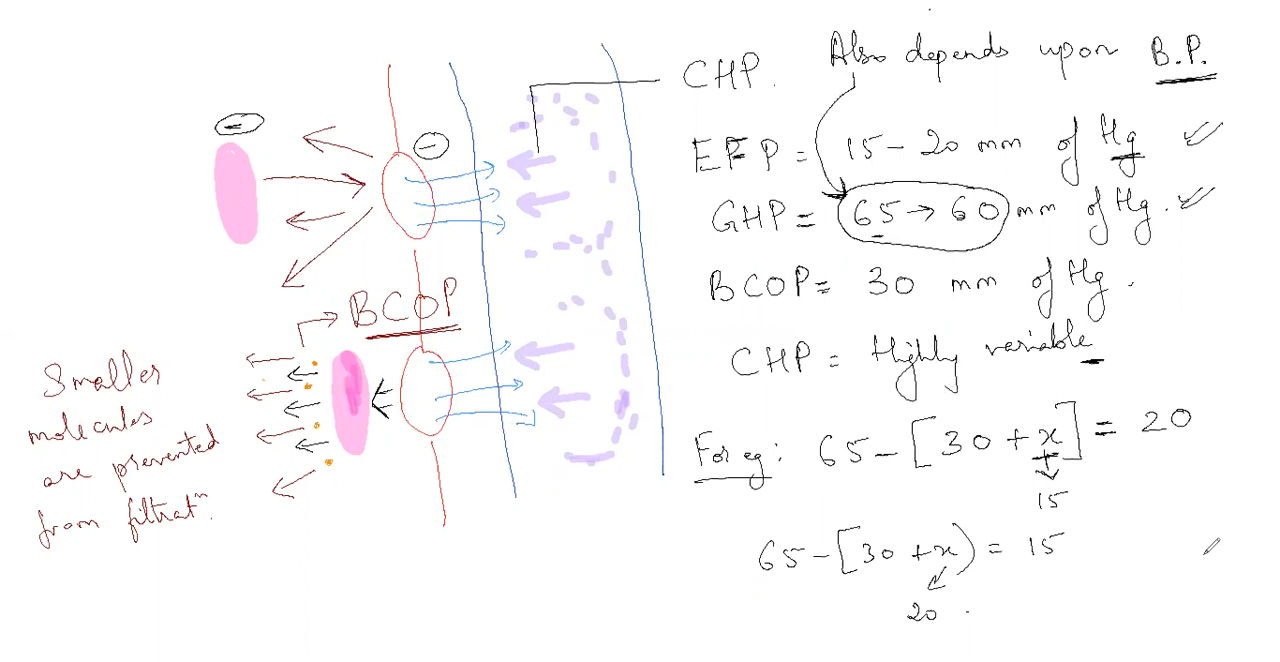 CHP. Also depends upon B.P.
EFP = 15 - 20 mm of Hg
GHP = 65 → 60 mm of Hg.
BCOP = 30 mm of Hg.
CHP = Highly variable
For eg: 65 - [30 + x] = 20
15
65 - [30 + x) = 15
20
BCOP
Smaller
molecules
are prevented
from filtratⁿ.